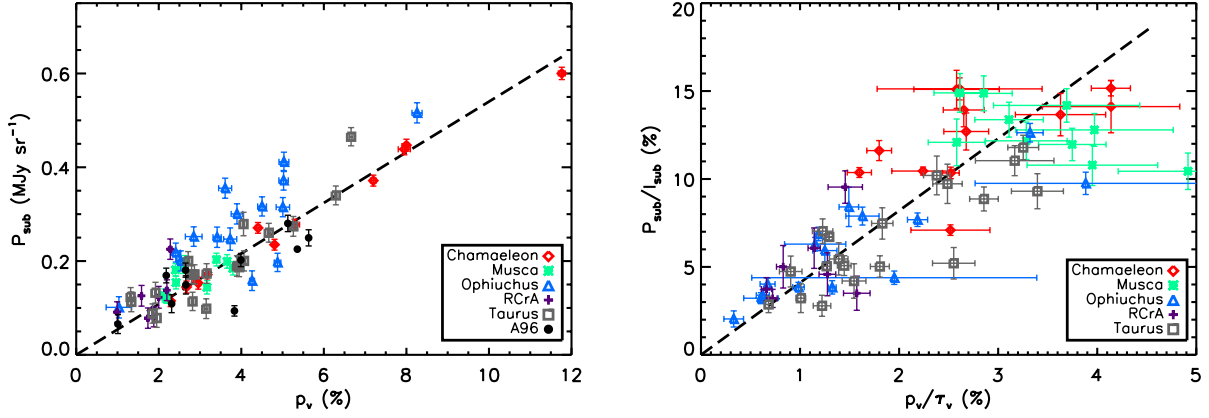 0.6
0.4
0.2
0.0
P_sub (MJy sr⁻¹)
0 2 4 6 8 10 12
p_v (%)
Chamaeleon
Musca
Ophiuchus
RCrA
Taurus
A96
20
15
10
5
0
P_sub/I_sub (%)
0 1 2 3 4 5
p_v/τ_v (%)
Chamaeleon
Musca
Ophiuchus
RCrA
Taurus